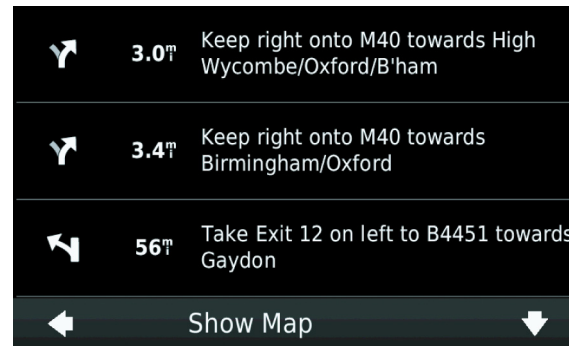 3.0mi
Keep right onto M40 towards High
Wycombe/Oxford/B'ham
3.4mi
Keep right onto M40 towards
Birmingham/Oxford
56mi
Take Exit 12 on left to B4451 towards
Gaydon
Show Map